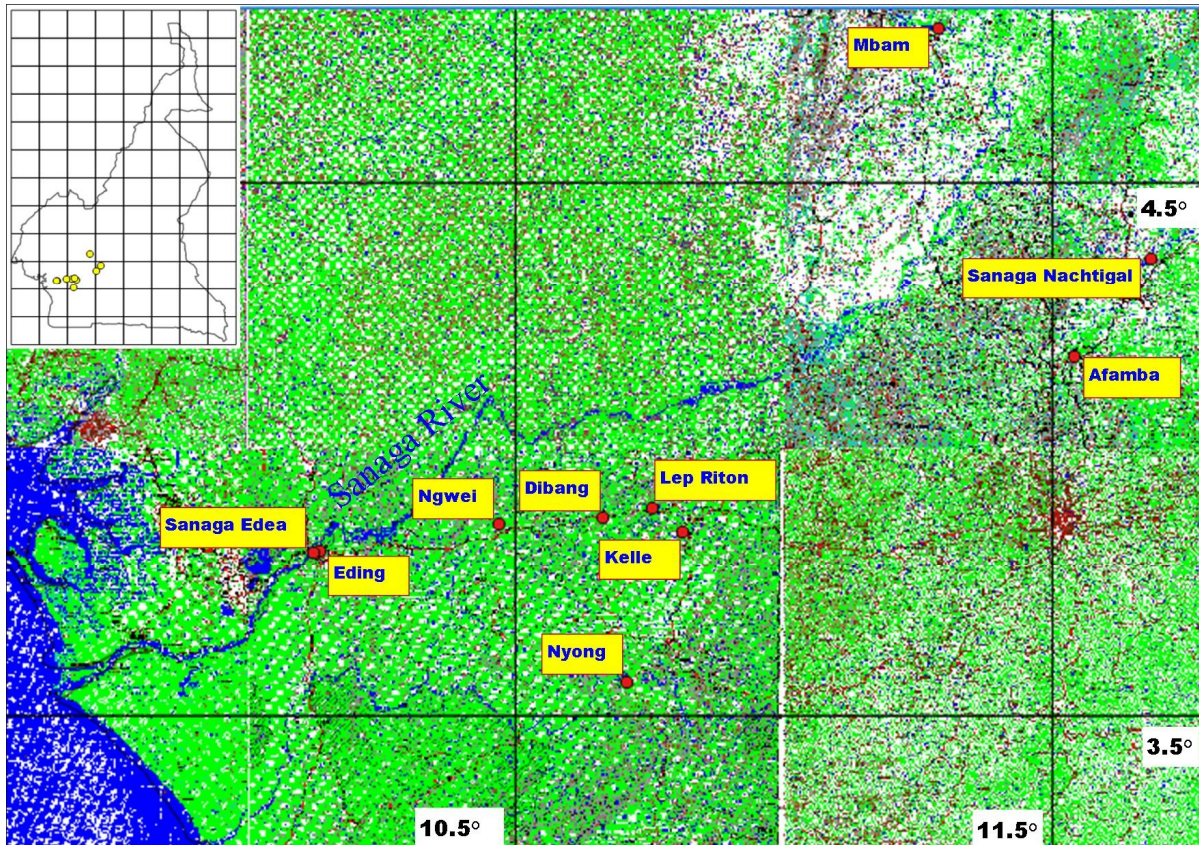 Mbam
4.5°
Sanaga Nachtigal
Afamba
Sanaga River
Lep Riton
Dibang
Ngwei
Sanaga Edea
Kelle
Eding
Nyong
3.5°
10.5°
11.5°